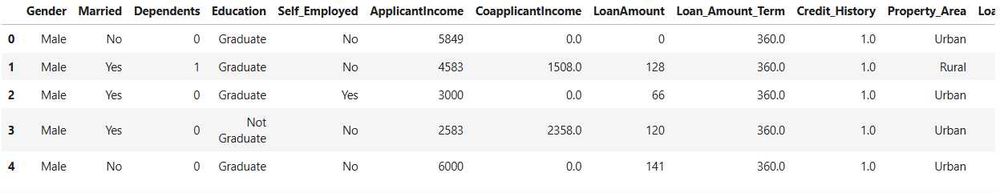 Gender Married Dependents Education Self_Employed ApplicantIncome CoapplicantIncome LoanAmount Loan_Amount_Term Credit_History Property_Area Loa
0 Male No 0 Graduate No 5849 0.0 0 360.0 1.0 Urban
1 Male Yes 1 Graduate No 4583 1508.0 128 360.0 1.0 Rural
2 Male Yes 0 Graduate Yes 3000 0.0 66 360.0 1.0 Urban
3 Male Yes 0 Not Graduate No 2583 2358.0 120 360.0 1.0 Urban
4 Male No 0 Graduate No 6000 0.0 141 360.0 1.0 Urban